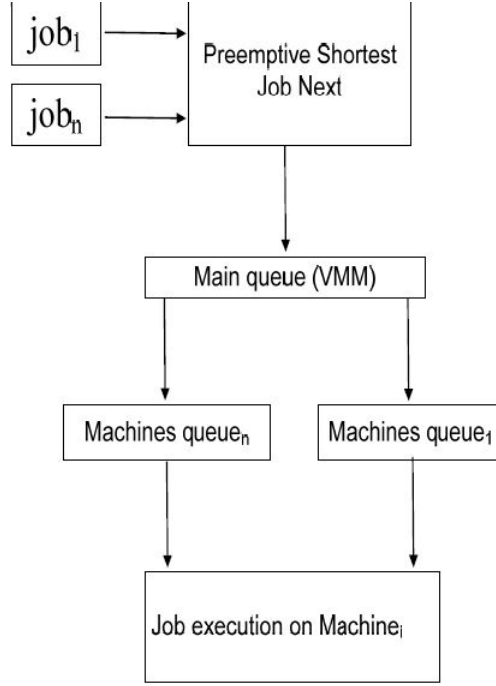 job₁
Preemptive Shortest
Job Next
jobₙ
Main queue (VMM)
Machines queueₙ
Machines queue₁
Job execution on Machineᵢ